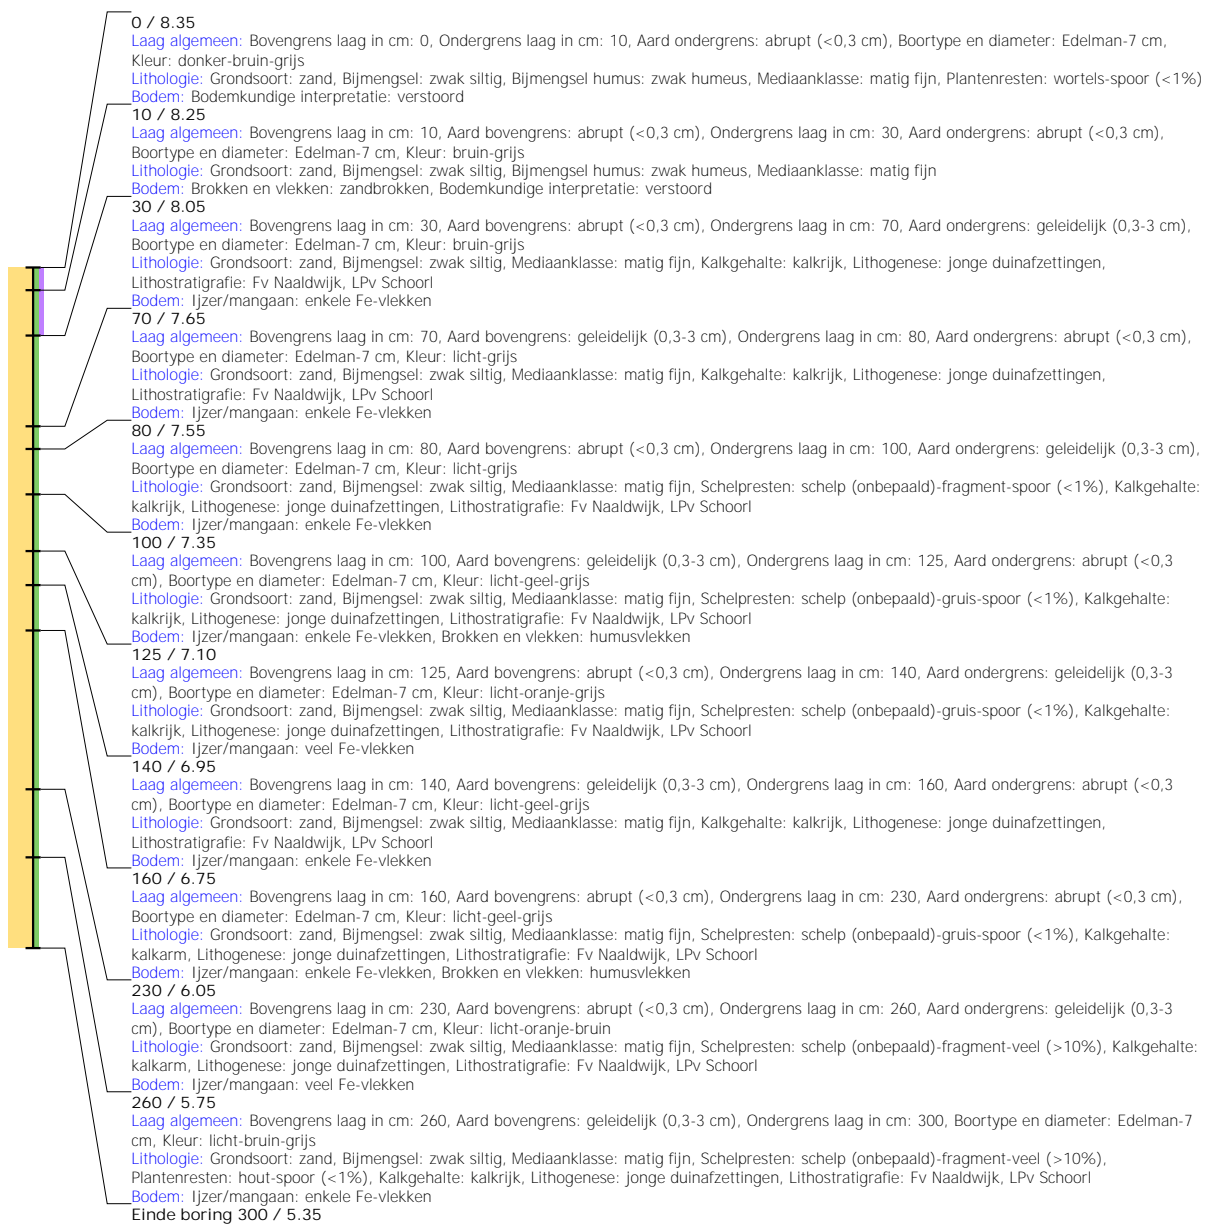 0 / 8.35
Laag algemeen: Bovengrens laag in cm: 0, Ondergrens laag in cm: 10, Aard ondergrens: abrupt (<0,3 cm), Boortype en diameter: Edelman-7 cm,
Kleur: donker-bruin-grijs
Lithologie: Grondsoort: zand, Bijmengsel: zwak siltig, Bijmengsel humus: zwak humeus, Mediaanklasse: matig fijn, Plantenresten: wortels-spoor (<1%)
Bodem: Bodemkundige interpretatie: verstoord
10 / 8.25
Laag algemeen: Bovengrens laag in cm: 10, Aard bovengrens: abrupt (<0,3 cm), Ondergrens laag in cm: 30, Aard ondergrens: abrupt (<0,3 cm),
Boortype en diameter: Edelman-7 cm, Kleur: bruin-grijs
Lithologie: Grondsoort: zand, Bijmengsel: zwak siltig, Bijmengsel humus: zwak humeus, Mediaanklasse: matig fijn
Bodem: Brokken en vlekken: zandbrokken, Bodemkundige interpretatie: verstoord
30 / 8.05
Laag algemeen: Bovengrens laag in cm: 30, Aard bovengrens: abrupt (<0,3 cm), Ondergrens laag in cm: 70, Aard ondergrens: geleidelijk (0,3-3 cm),
Boortype en diameter: Edelman-7 cm, Kleur: bruin-grijs
Lithologie: Grondsoort: zand, Bijmengsel: zwak siltig, Mediaanklasse: matig fijn, Kalkgehalte: kalkrijk, Lithogenese: jonge duinafzettingen,
Lithostratigrafie: Fv Naaldwijk, LPv Schoorl
Bodem: Ijzer/mangaan: enkele Fe-vlekken
70 / 7.65
Laag algemeen: Bovengrens laag in cm: 70, Aard bovengrens: geleidelijk (0,3-3 cm), Ondergrens laag in cm: 80, Aard ondergrens: abrupt (<0,3 cm),
Boortype en diameter: Edelman-7 cm, Kleur: licht-grijs
Lithologie: Grondsoort: zand, Bijmengsel: zwak siltig, Mediaanklasse: matig fijn, Kalkgehalte: kalkrijk, Lithogenese: jonge duinafzettingen,
Lithostratigrafie: Fv Naaldwijk, LPv Schoorl
Bodem: Ijzer/mangaan: enkele Fe-vlekken
80 / 7.55
Laag algemeen: Bovengrens laag in cm: 80, Aard bovengrens: abrupt (<0,3 cm), Ondergrens laag in cm: 100, Aard ondergrens: geleidelijk (0,3-3 cm),
Boortype en diameter: Edelman-7 cm, Kleur: licht-grijs
Lithologie: Grondsoort: zand, Bijmengsel: zwak siltig, Mediaanklasse: matig fijn, Schelpresten: schelp (onbepaald)-fragment-spoor (<1%), Kalkgehalte:
kalkrijk, Lithogenese: jonge duinafzettingen, Lithostratigrafie: Fv Naaldwijk, LPv Schoorl
Bodem: Ijzer/mangaan: enkele Fe-vlekken
100 / 7.35
Laag algemeen: Bovengrens laag in cm: 100, Aard bovengrens: geleidelijk (0,3-3 cm), Ondergrens laag in cm: 125, Aard ondergrens: abrupt (<0,3
cm), Boortype en diameter: Edelman-7 cm, Kleur: licht-geel-grijs
Lithologie: Grondsoort: zand, Bijmengsel: zwak siltig, Mediaanklasse: matig fijn, Schelpresten: schelp (onbepaald)-gruis-spoor (<1%), Kalkgehalte:
kalkrijk, Lithogenese: jonge duinafzettingen, Lithostratigrafie: Fv Naaldwijk, LPv Schoorl
Bodem: Ijzer/mangaan: enkele Fe-vlekken, Brokken en vlekken: humusvlekken
125 / 7.10
Laag algemeen: Bovengrens laag in cm: 125, Aard bovengrens: abrupt (<0,3 cm), Ondergrens laag in cm: 140, Aard ondergrens: geleidelijk (0,3-3
cm), Boortype en diameter: Edelman-7 cm, Kleur: licht-oranje-grijs
Lithologie: Grondsoort: zand, Bijmengsel: zwak siltig, Mediaanklasse: matig fijn, Schelpresten: schelp (onbepaald)-gruis-spoor (<1%), Kalkgehalte:
kalkrijk, Lithogenese: jonge duinafzettingen, Lithostratigrafie: Fv Naaldwijk, LPv Schoorl
Bodem: Ijzer/mangaan: veel Fe-vlekken
140 / 6.95
Laag algemeen: Bovengrens laag in cm: 140, Aard bovengrens: geleidelijk (0,3-3 cm), Ondergrens laag in cm: 160, Aard ondergrens: abrupt (<0,3
cm), Boortype en diameter: Edelman-7 cm, Kleur: licht-geel-grijs
Lithologie: Grondsoort: zand, Bijmengsel: zwak siltig, Mediaanklasse: matig fijn, Kalkgehalte: kalkrijk, Lithogenese: jonge duinafzettingen,
Lithostratigrafie: Fv Naaldwijk, LPv Schoorl
Bodem: Ijzer/mangaan: enkele Fe-vlekken
160 / 6.75
Laag algemeen: Bovengrens laag in cm: 160, Aard bovengrens: abrupt (<0,3 cm), Ondergrens laag in cm: 230, Aard ondergrens: abrupt (<0,3 cm),
Boortype en diameter: Edelman-7 cm, Kleur: licht-geel-grijs
Lithologie: Grondsoort: zand, Bijmengsel: zwak siltig, Mediaanklasse: matig fijn, Schelpresten: schelp (onbepaald)-gruis-spoor (<1%), Kalkgehalte:
kalkarm, Lithogenese: jonge duinafzettingen, Lithostratigrafie: Fv Naaldwijk, LPv Schoorl
Bodem: Ijzer/mangaan: enkele Fe-vlekken, Brokken en vlekken: humusvlekken
230 / 6.05
Laag algemeen: Bovengrens laag in cm: 230, Aard bovengrens: abrupt (<0,3 cm), Ondergrens laag in cm: 260, Aard ondergrens: geleidelijk (0,3-3
cm), Boortype en diameter: Edelman-7 cm, Kleur: licht-oranje-bruin
Lithologie: Grondsoort: zand, Bijmengsel: zwak siltig, Mediaanklasse: matig fijn, Schelpresten: schelp (onbepaald)-fragment-veel (>10%), Kalkgehalte:
kalkarm, Lithogenese: jonge duinafzettingen, Lithostratigrafie: Fv Naaldwijk, LPv Schoorl
Bodem: Ijzer/mangaan: veel Fe-vlekken
260 / 5.75
Laag algemeen: Bovengrens laag in cm: 260, Aard bovengrens: geleidelijk (0,3-3 cm), Ondergrens laag in cm: 300, Boortype en diameter: Edelman-7
cm, Kleur: licht-bruin-grijs
Lithologie: Grondsoort: zand, Bijmengsel: zwak siltig, Mediaanklasse: matig fijn, Schelpresten: schelp (onbepaald)-fragment-veel (>10%),
Plantenresten: hout-spoor (<1%), Kalkgehalte: kalkrijk, Lithogenese: jonge duinafzettingen, Lithostratigrafie: Fv Naaldwijk, LPv Schoorl
Bodem: Ijzer/mangaan: enkele Fe-vlekken
Einde boring 300 / 5.35